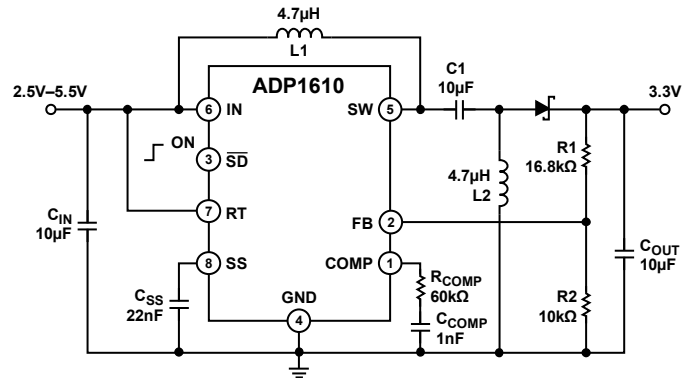 4.7µH
L1
ADP1610
C1
10µF
2.5V–5.5V
3.3V
6
IN
SW
5
ON
3
SD
R1
16.8kΩ
4.7µH
L2
CIN
10µF
7
RT
FB
2
8
SS
COMP
1
COUT
10µF
RCOMP
60kΩ
CSS
22nF
GND
4
CCOMP
1nF
R2
10kΩ